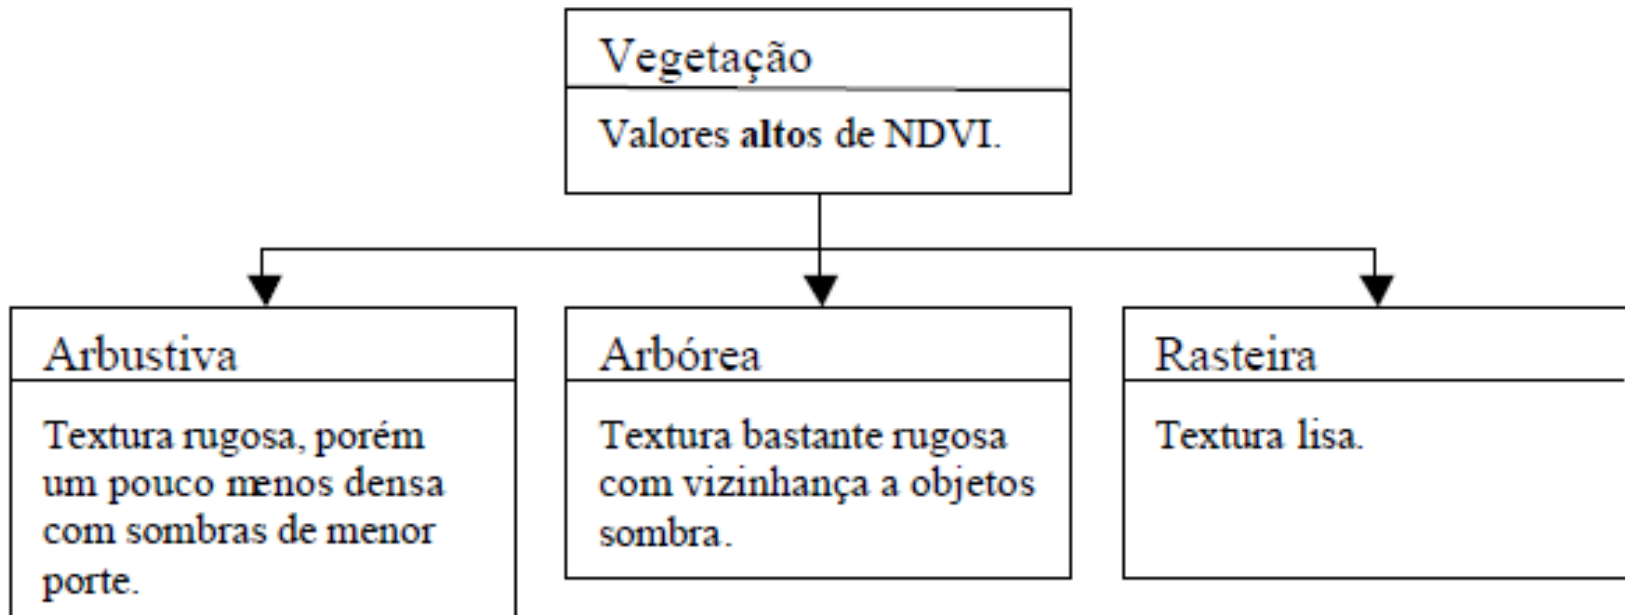 Vegetação
Valores altos de NDVI.
Arbustiva
Textura rugosa, porém
um pouco menos densa
com sombras de menor
porte.
Arbórea
Textura bastante rugosa
com vizinhança a objetos
sombra.
Rasteira
Textura lisa.